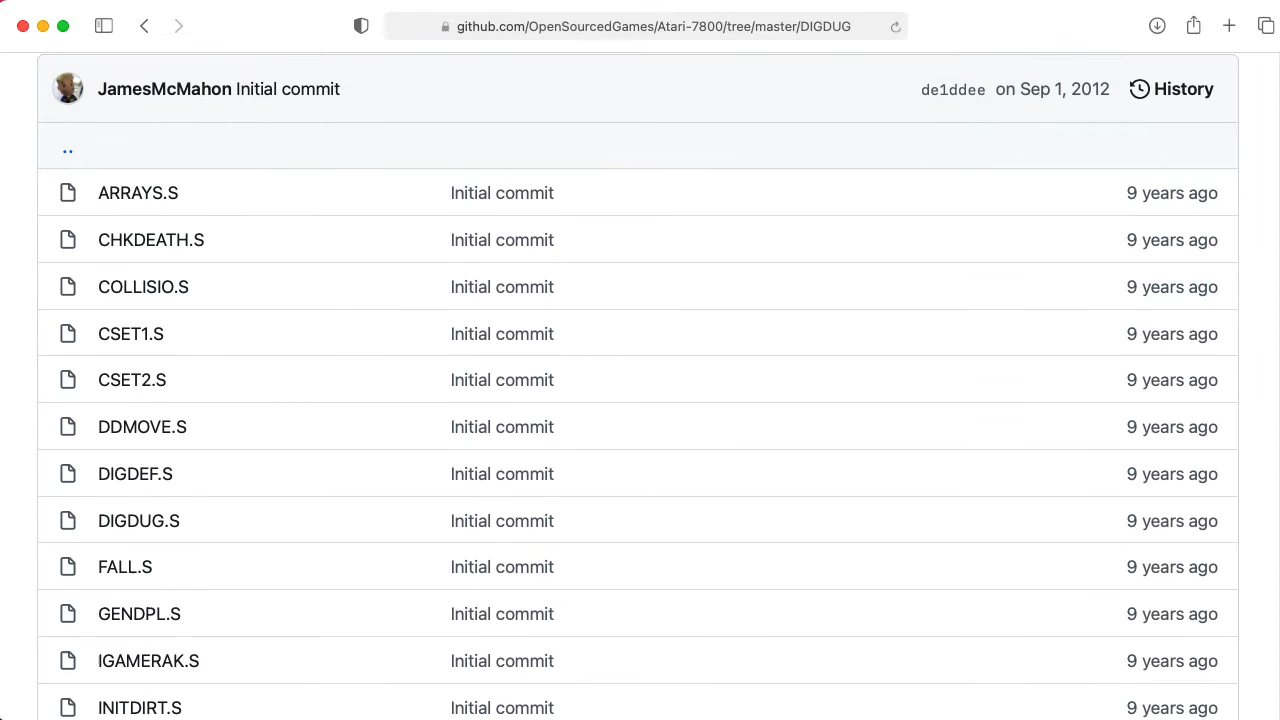 github.com/OpenSourcedGames/Atari-7800/tree/master/DIGDUG
JamesMcMahon Initial commit de1ddee on Sep 1, 2012 History
..
ARRAYS.S Initial commit 9 years ago
CHKDEATH.S Initial commit 9 years ago
COLLISIO.S Initial commit 9 years ago
CSET1.S Initial commit 9 years ago
CSET2.S Initial commit 9 years ago
DDMOVE.S Initial commit 9 years ago
DIGDEF.S Initial commit 9 years ago
DIGDUG.S Initial commit 9 years ago
FALL.S Initial commit 9 years ago
GENDPL.S Initial commit 9 years ago
IGAMERAK.S Initial commit 9 years ago
INITDIRT.S Initial commit 9 years ago